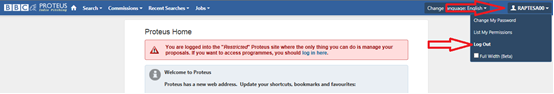 BBC PROTEUS Search Commissions Recent Searches Jobs Change language: English RAPTESA00
Change My Password
List My Permissions
Log Out
Full Width (Beta)
Proteus Home
You are logged into the "Restricted" Proteus site where the only thing you can do is manage your
proposals. If you want to access programmes, you should log in here.
Welcome to Proteus
Proteus has a new web address. Update your shortcuts, bookmarks and favourites: